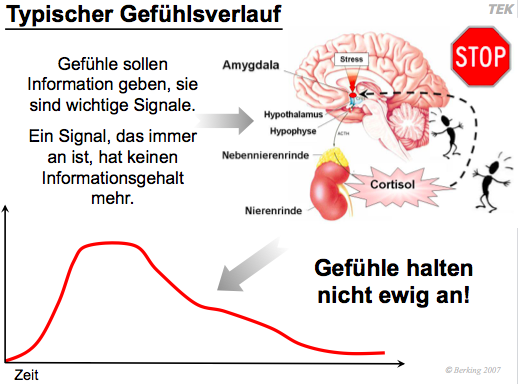 Typischer Gefühlsverlauf
TEK
Gefühle sollen
Information geben, sie
sind wichtige Signale.
Ein Signal, das immer
an ist, hat keinen
Informationsgehalt
mehr.
STOP
Amygdala
Stress
Hypothalamus
Hypophyse
ACTH
Nebennierenrinde
Cortisol
Nierenrinde
Gefühle halten
nicht ewig an!
Zeit
© Berking 2007